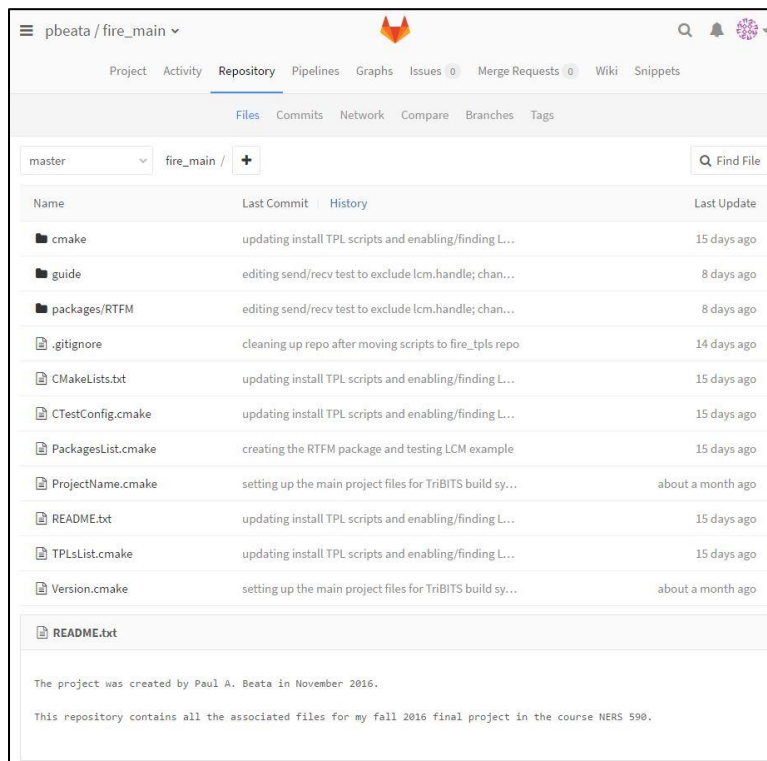 pbeata / fire_main
Project Activity Repository Pipelines Graphs Issues 0 Merge Requests 0 Wiki Snippets
Files Commits Network Compare Branches Tags
master fire_main / + Find File
Name Last Commit History Last Update
cmake updating install TPL scripts and enabling/finding L... 15 days ago
guide editing send/recv test to exclude lcm.handle; chan... 8 days ago
packages/RTFM editing send/recv test to exclude lcm.handle; chan... 8 days ago
.gitignore cleaning up repo after moving scripts to fire_tpls repo 14 days ago
CMakeLists.txt updating install TPL scripts and enabling/finding L... 15 days ago
CTestConfig.cmake updating install TPL scripts and enabling/finding L... 15 days ago
PackagesList.cmake creating the RTFM package and testing LCM example 15 days ago
ProjectName.cmake setting up the main project files for TriBITS build sy... about a month ago
README.txt updating install TPL scripts and enabling/finding L... 15 days ago
TPLsList.cmake updating install TPL scripts and enabling/finding L... 15 days ago
Version.cmake setting up the main project files for TriBITS build sy... about a month ago
README.txt
The project was created by Paul A. Beata in November 2016.
This repository contains all the associated files for my fall 2016 final project in the course NERS 590.